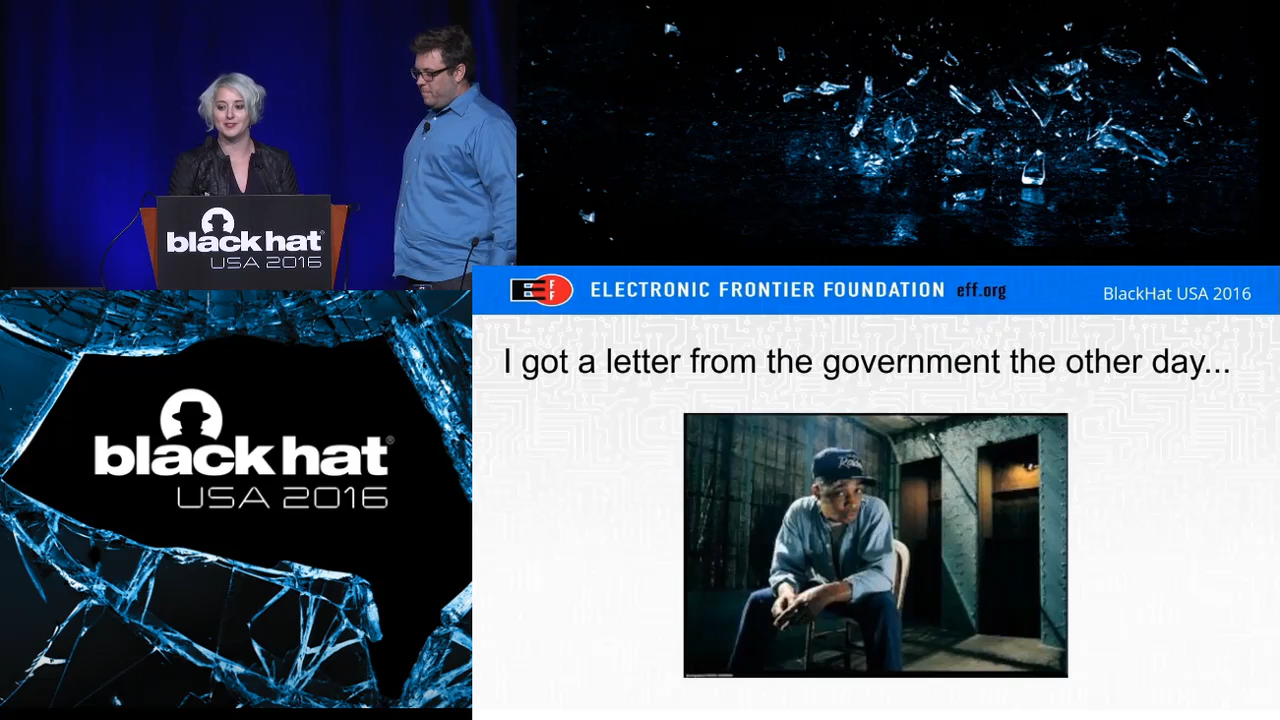 black hat
USA 2016
EFF
ELECTRONIC FRONTIER FOUNDATION eff.org
BlackHat USA 2016
I got a letter from the government the other day...
black hat®
USA 2016